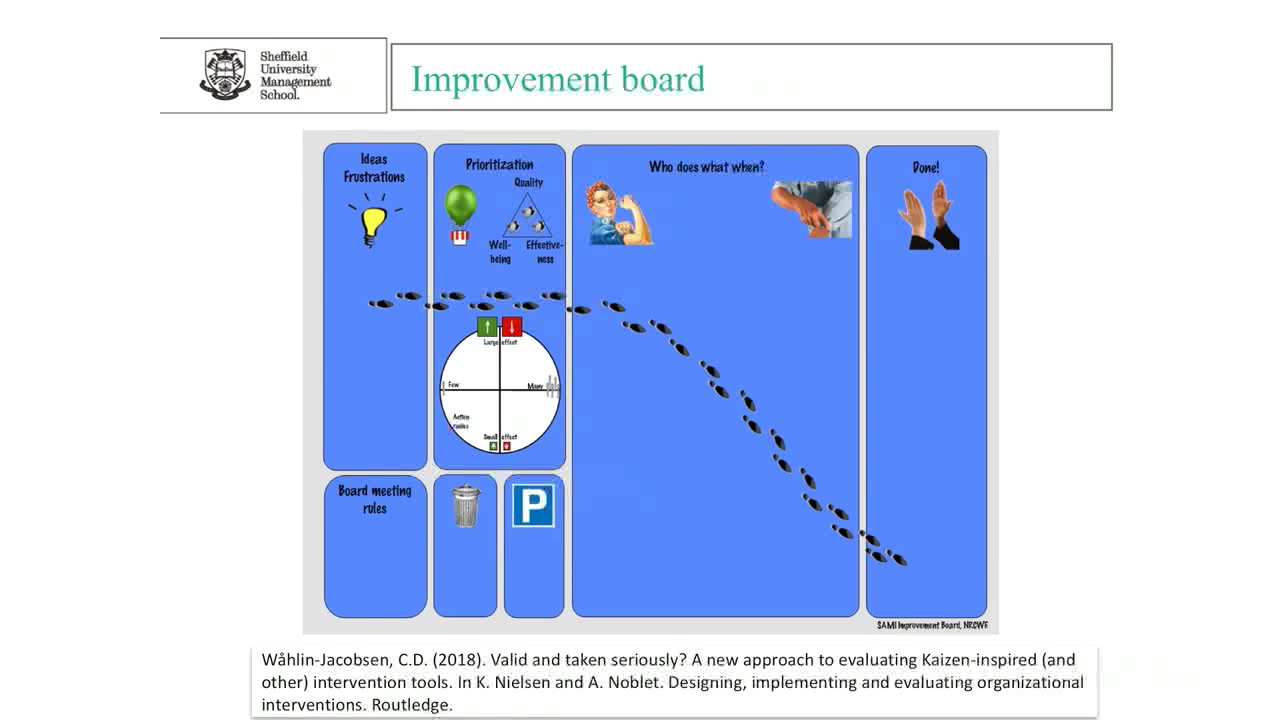 Sheffield
University
Management
School.
Improvement board
Ideas
Frustrations
Prioritization
Quality
Well-
being
Effective-
ness
Who does what when?
Done!
Large effect
Few
Many
Action
Small effect
Board meeting
rules
P
SAMI Improvement Board, NRCWE
Wåhlin-Jacobsen, C.D. (2018). Valid and taken seriously? A new approach to evaluating Kaizen-inspired (and
other) intervention tools. In K. Nielsen and A. Noblet. Designing, implementing and evaluating organizational
interventions. Routledge.